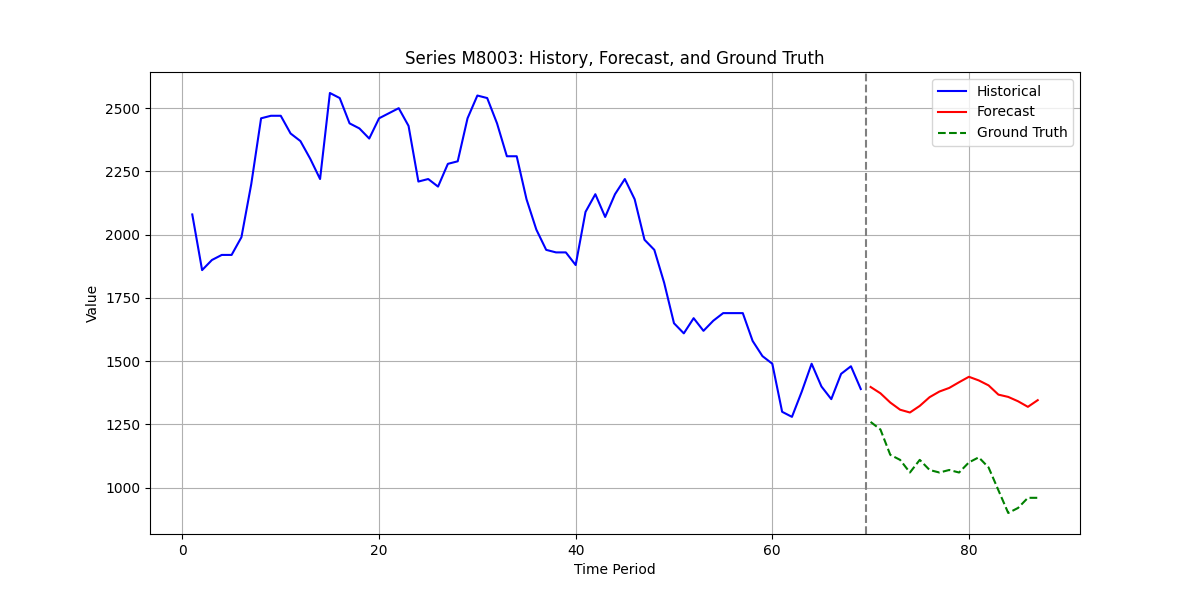 Series M8003: History, Forecast, and Ground Truth
Value
2500
2250
2000
1750
1500
1250
1000
Historical
Forecast
Ground Truth
0 20 40 60 80
Time Period